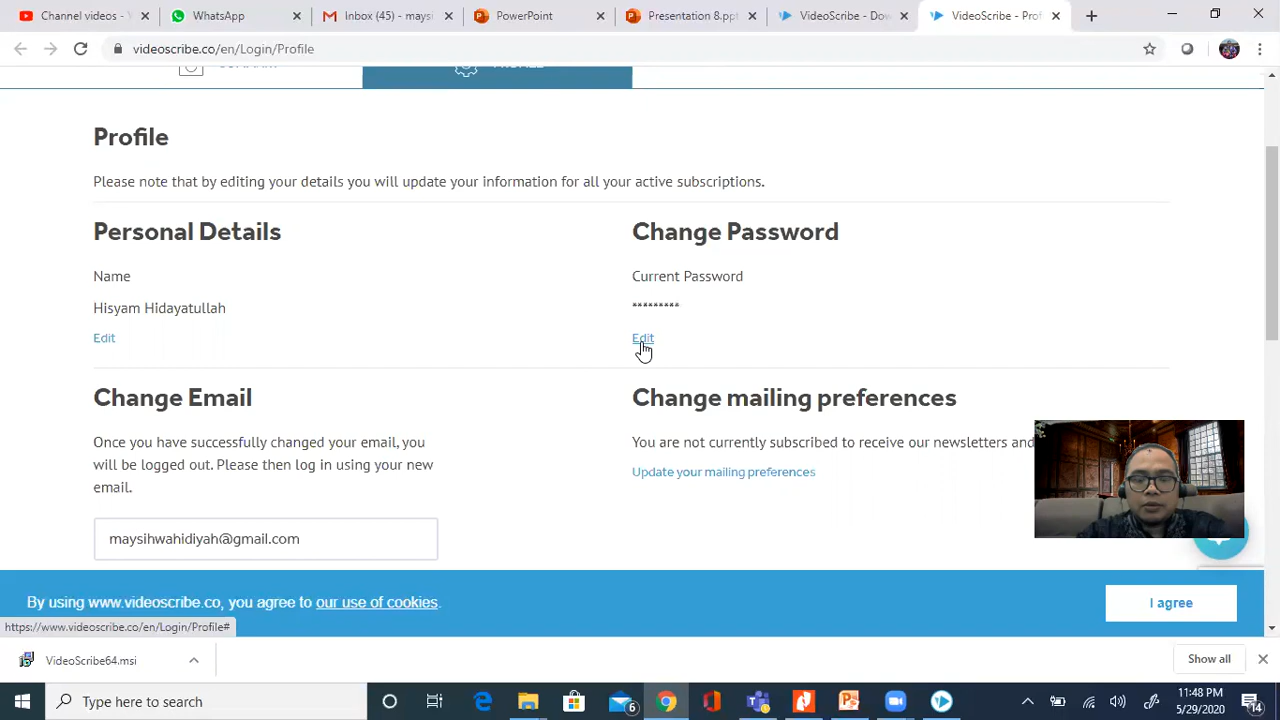 Channel videos - Y
WhatsApp
Inbox (45) - maysi
PowerPoint
Presentation 8.ppt
VideoScribe - Dow
VideoScribe - Prof
videoscribe.co/en/Login/Profile
Profile
Please note that by editing your details you will update your information for all your active subscriptions.
Personal Details
Change Password
Name
Current Password
Hisyam Hidayatullah
*********
Edit
Edit
Change Email
Change mailing preferences
Once you have successfully changed your email, you
will be logged out. Please then log in using your new
email.
You are not currently subscribed to receive our newsletters and
Update your mailing preferences
maysihwahidiyah@gmail.com
By using www.videoscribe.co, you agree to our use of cookies.
I agree
https://www.videoscribe.co/en/Login/Profile#
VideoScribe64.msi
Show all
Type here to search
6
11:48 PM
5/29/2020
14